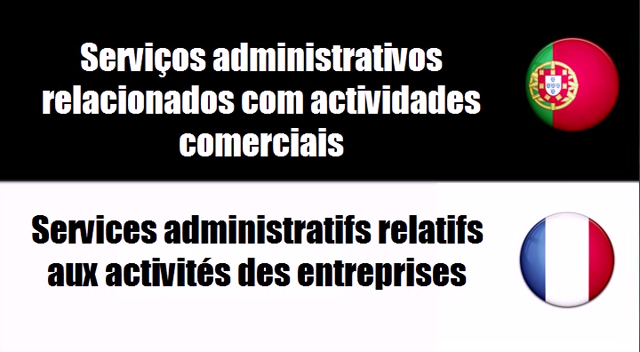 Serviços administrativos
relacionados com actividades
comerciais
Services administratifs relatifs
aux activités des entreprises